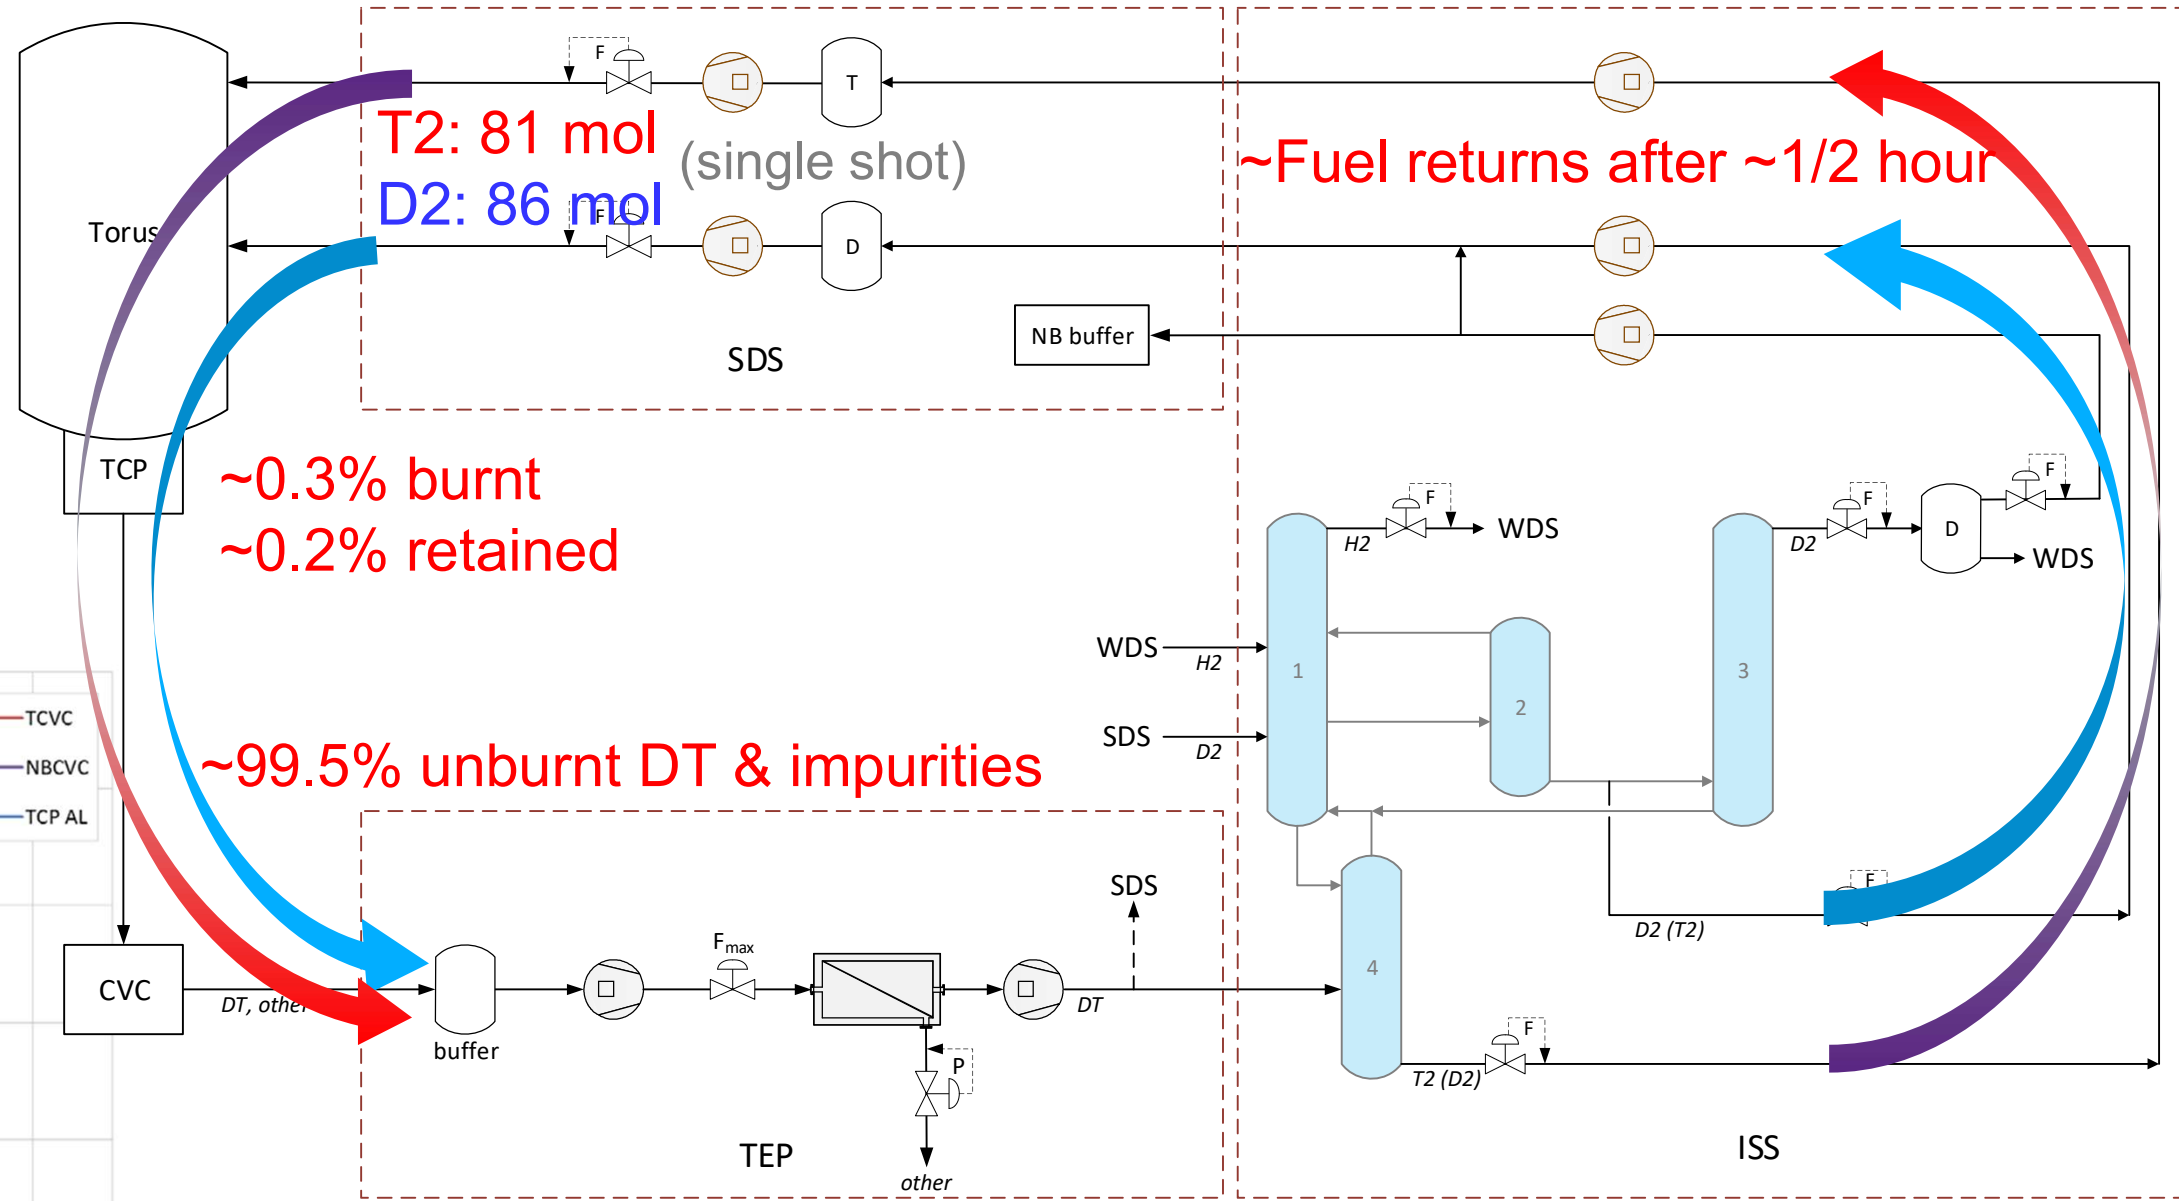 F
T
T2: 81 mol
(single shot)
~Fuel returns after ~1/2 hour
D2: 86 mol
F
Torus
D
NB buffer
SDS
TCP
~0.3% burnt
~0.2% retained
F
H2
WDS
F
D2
D
F
WDS
WDS
H2
1
2
3
SDS
D2
TCVC
NBCVC
TCP AL
~99.5% unburnt DT & impurities
SDS
F
D2 (T2)
CVC
DT, other
buffer
Fmax
DT
4
P
F
T2 (D2)
TEP
other
ISS